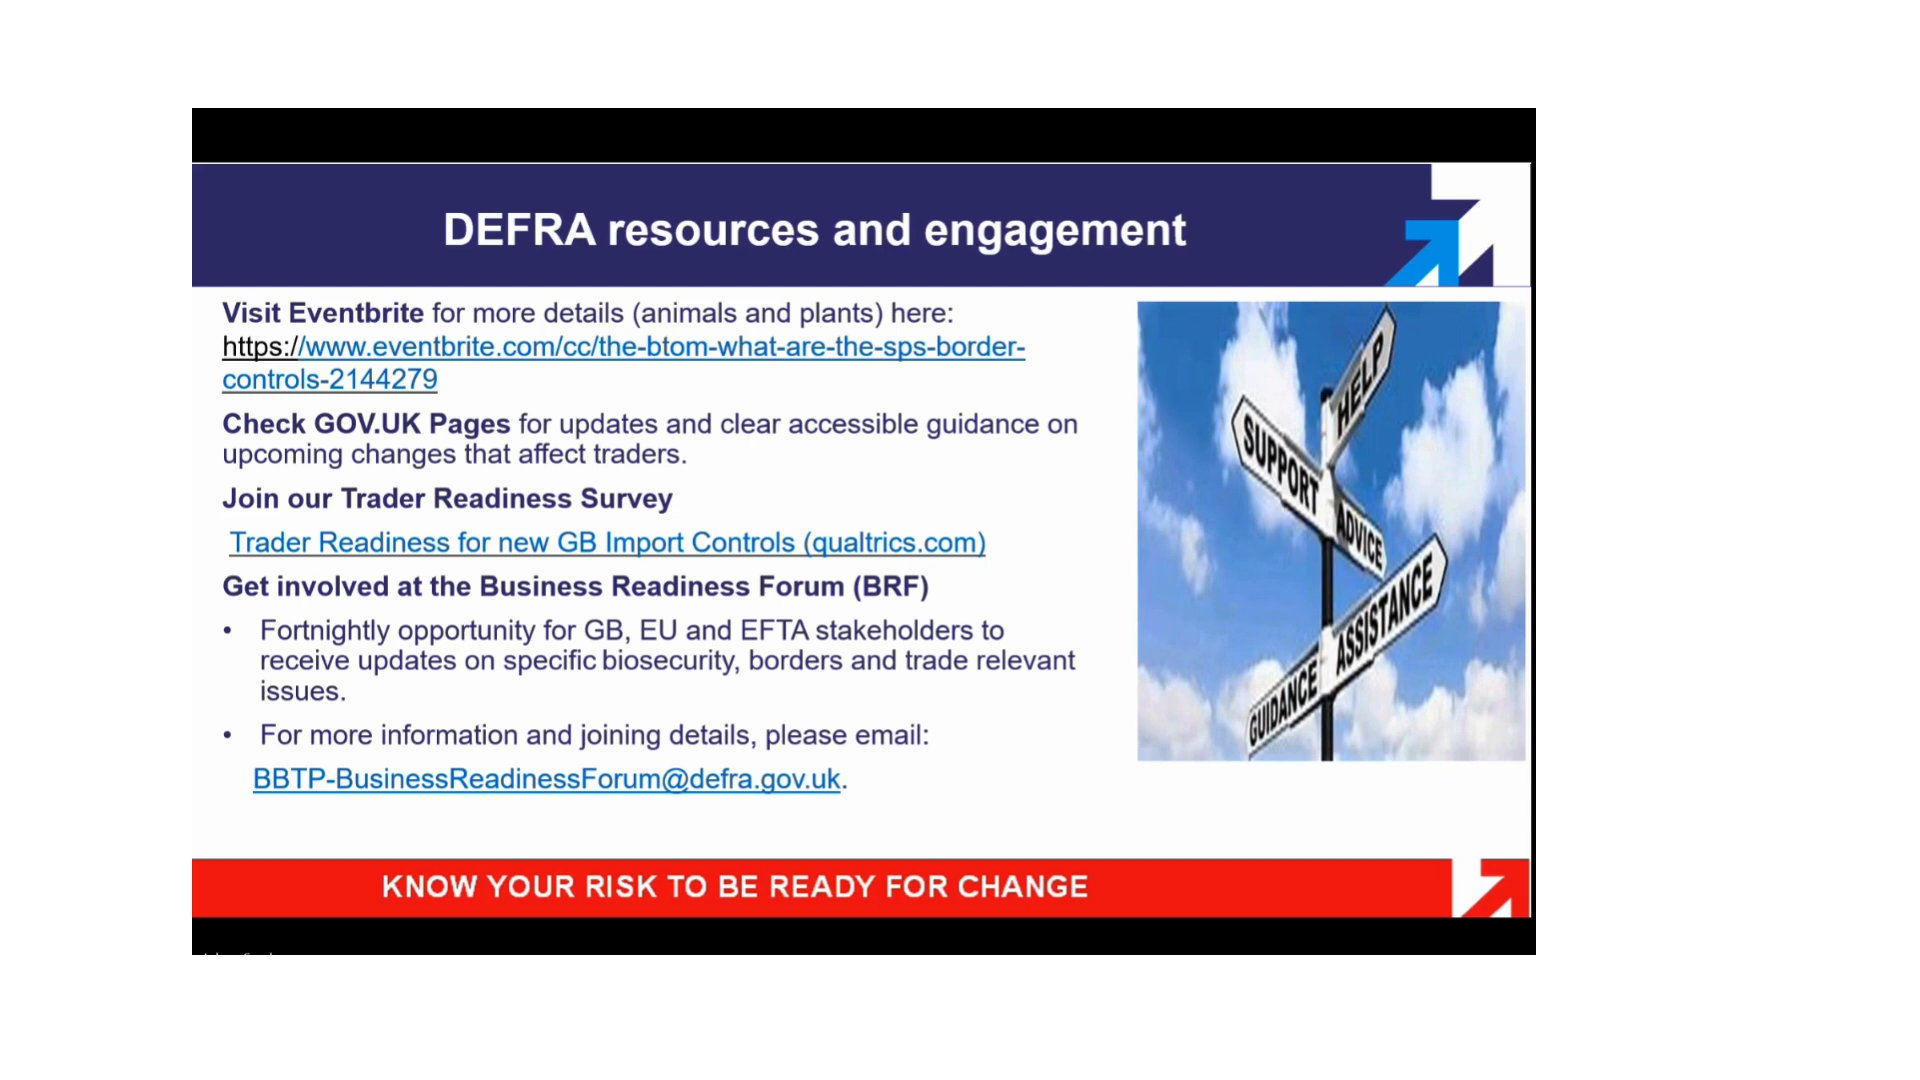 DEFRA resources and engagement
Visit Eventbrite for more details (animals and plants) here:
https://www.eventbrite.com/cc/the-btom-what-are-the-sps-border-
controls-2144279
Check GOV.UK Pages for updates and clear accessible guidance on
upcoming changes that affect traders.
Join our Trader Readiness Survey
Trader Readiness for new GB Import Controls (qualtrics.com)
Get involved at the Business Readiness Forum (BRF)
• Fortnightly opportunity for GB, EU and EFTA stakeholders to
receive updates on specific biosecurity, borders and trade relevant
issues.
• For more information and joining details, please email:
BBTP-BusinessReadinessForum@defra.gov.uk.
HELP
SUPPORT
ADVICE
ASSISTANCE
GUIDANCE
KNOW YOUR RISK TO BE READY FOR CHANGE